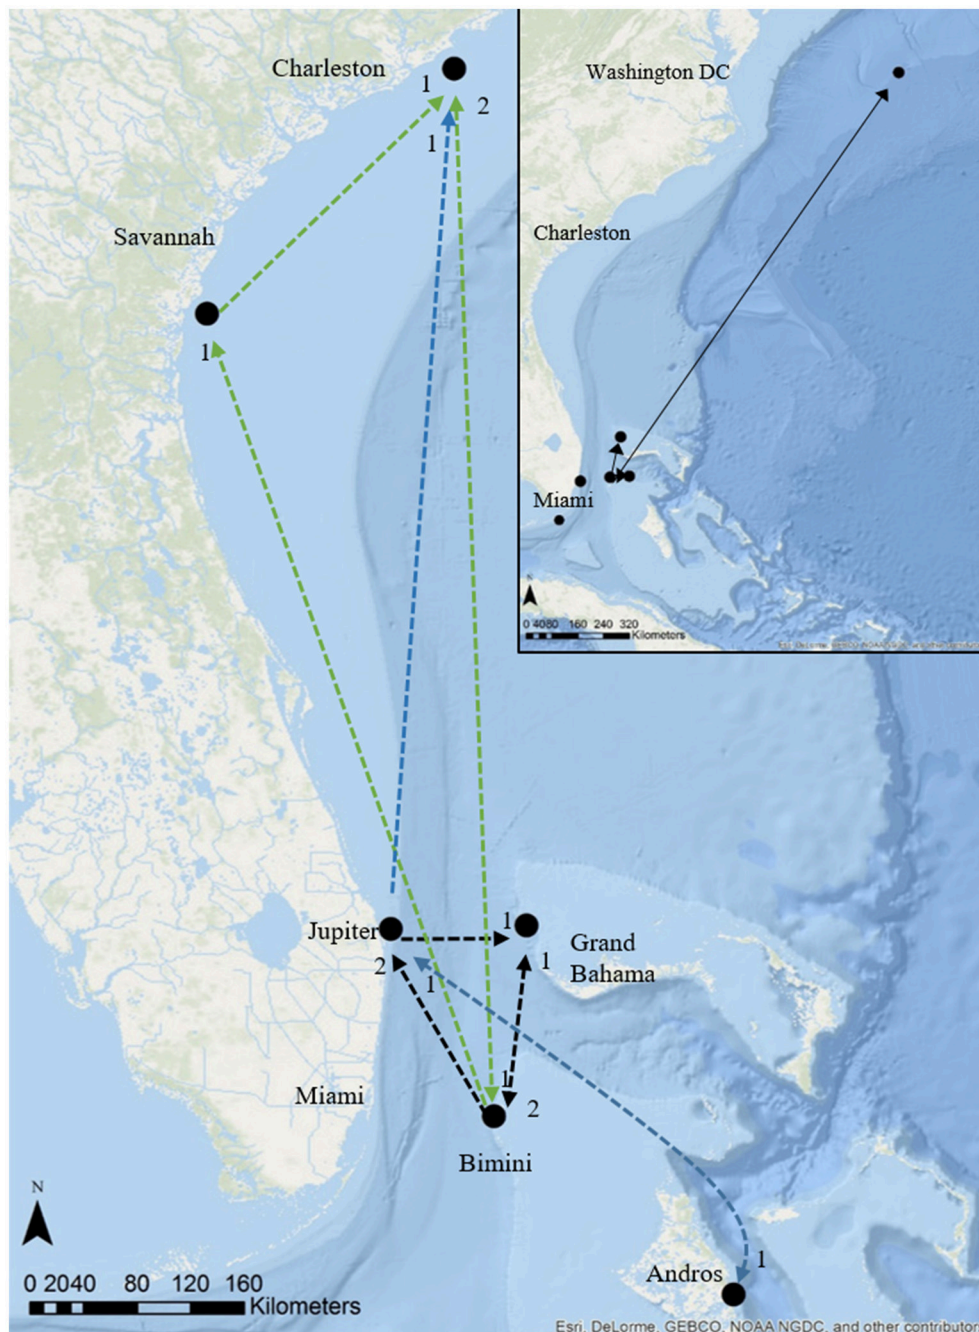 Charleston
1
2
1
Savannah
1
Jupiter
2
1
1
1
Grand
Bahama
1
2
Miami
Bimini
Andros
1
N
0 2040 80 120 160
Kilometers
Esri, DeLorme, GEBCO, NOAA NGDC, and other contributor
Washington DC
Charleston
Miami
N
0 4080 160 240 320
Kilometers